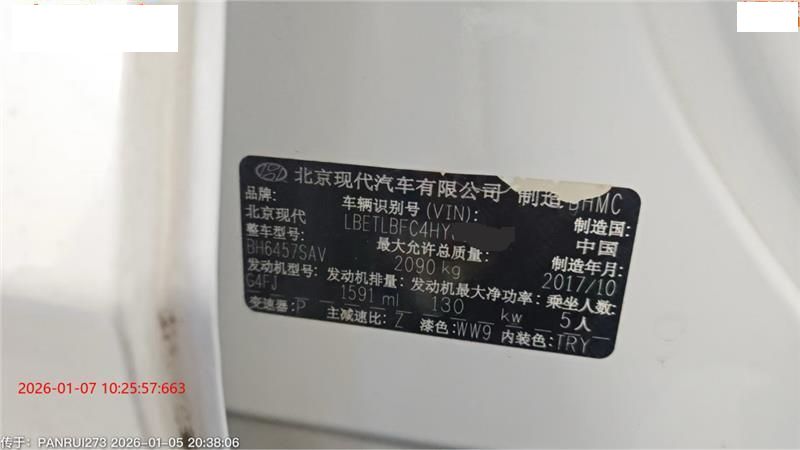 北京现代汽车有限公司 制造 BHMC
品牌: 车辆识别号(VIN): 制造国:
北京现代 LBETLBFC4HY 中国
整车型号: 最大允许总质量: 制造年月:
BH6457SAV 2090 kg 2017/10
发动机型号: 发动机排量: 发动机最大净功率: 乘坐人数:
G4FJ 1591 ml 130 kw 5人
变速器: P 主减速比: Z 漆色: WW9 内装色: TRY
2026-01-07 10:25:57:663
传于: PANRUI273 2026-01-05 20:38:06